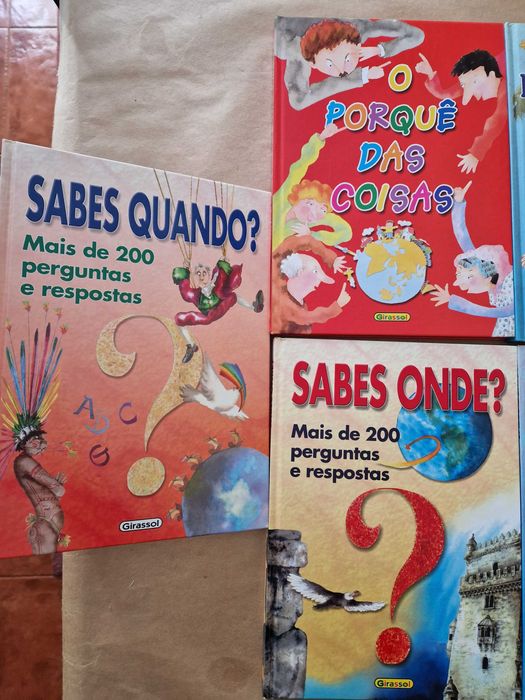 SABES QUANDO?
Mais de 200
perguntas
e respostas
A
C
G
Girassol
O
PORQUÊ
DAS
COISAS
Girassol
SABES ONDE?
Mais de 200
perguntas
e respostas
Girassol